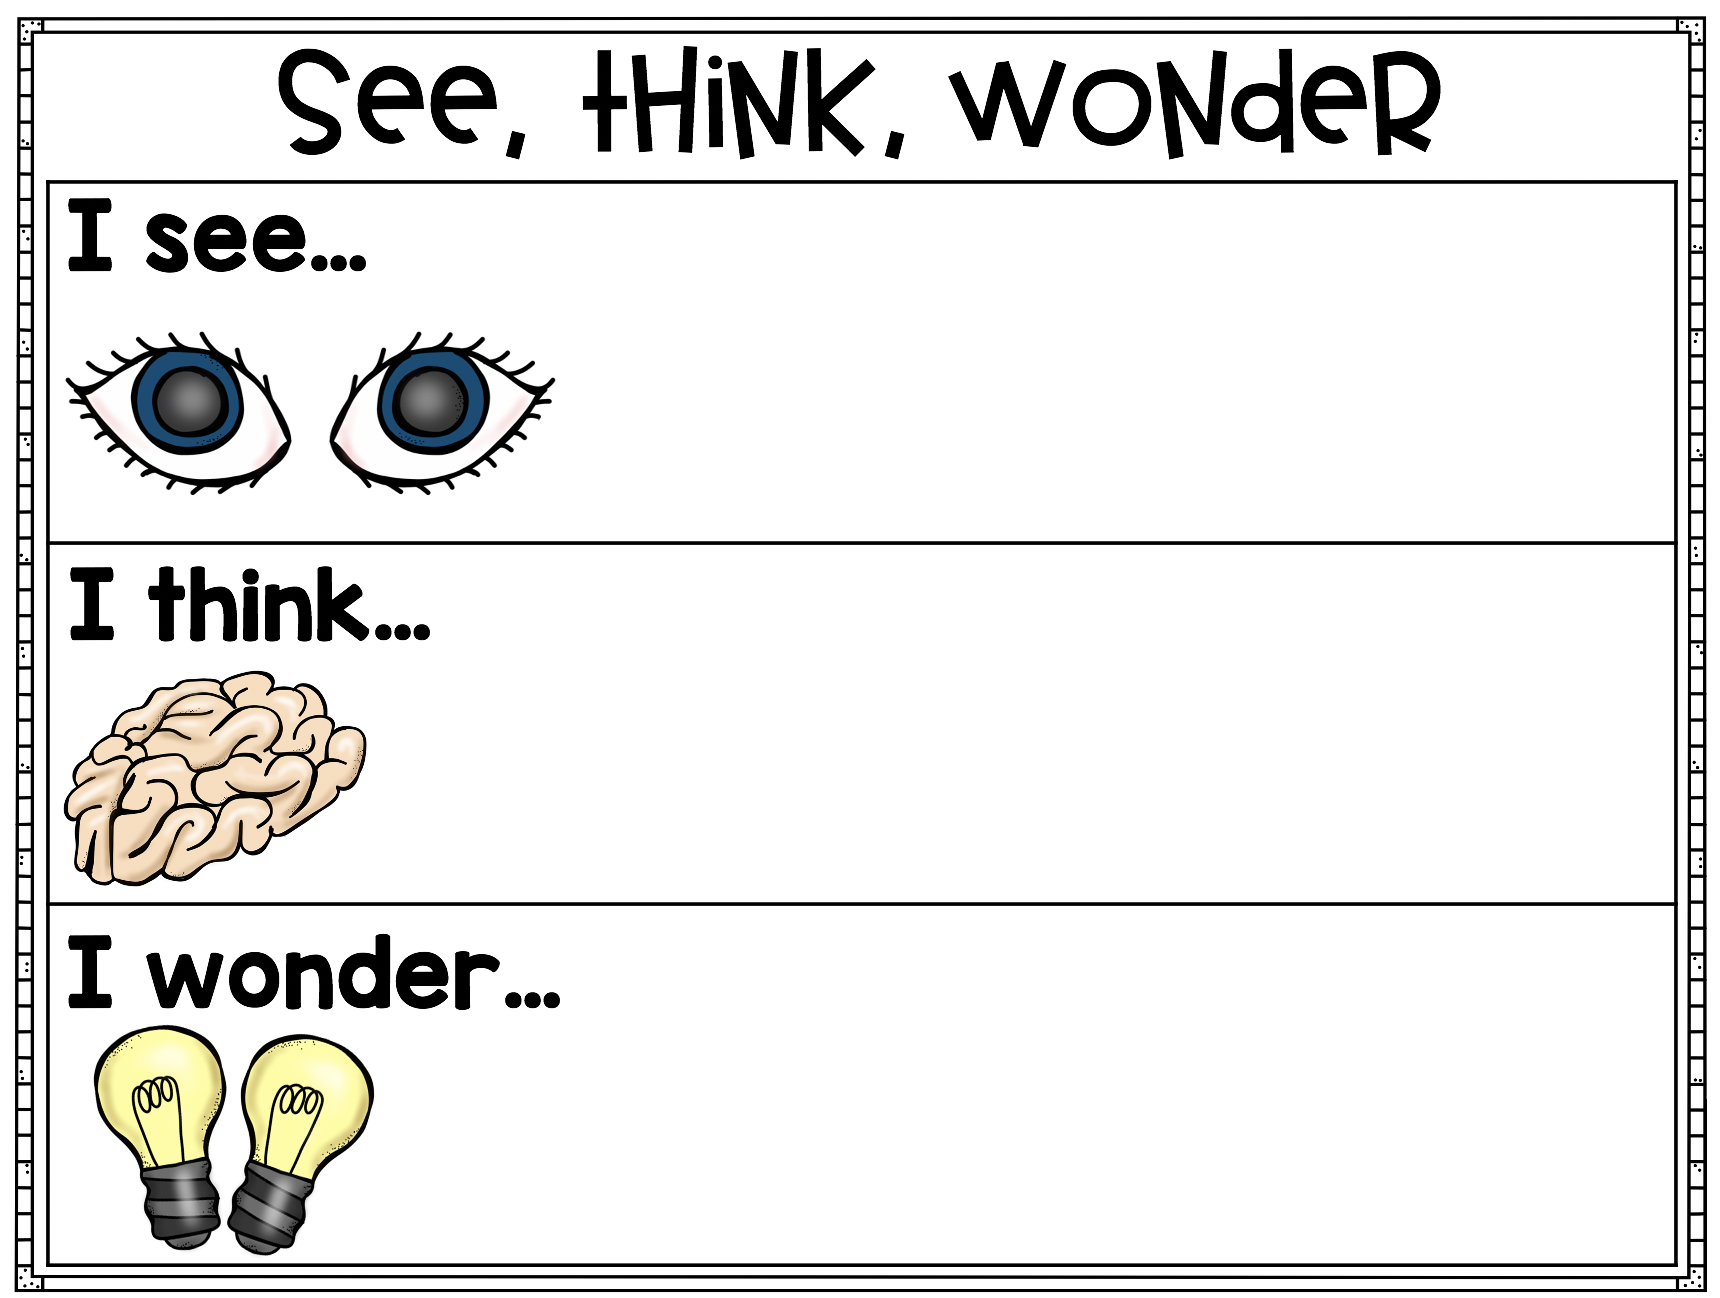 See, tHiNK, WONdeR
I see...
I think...
I wonder...